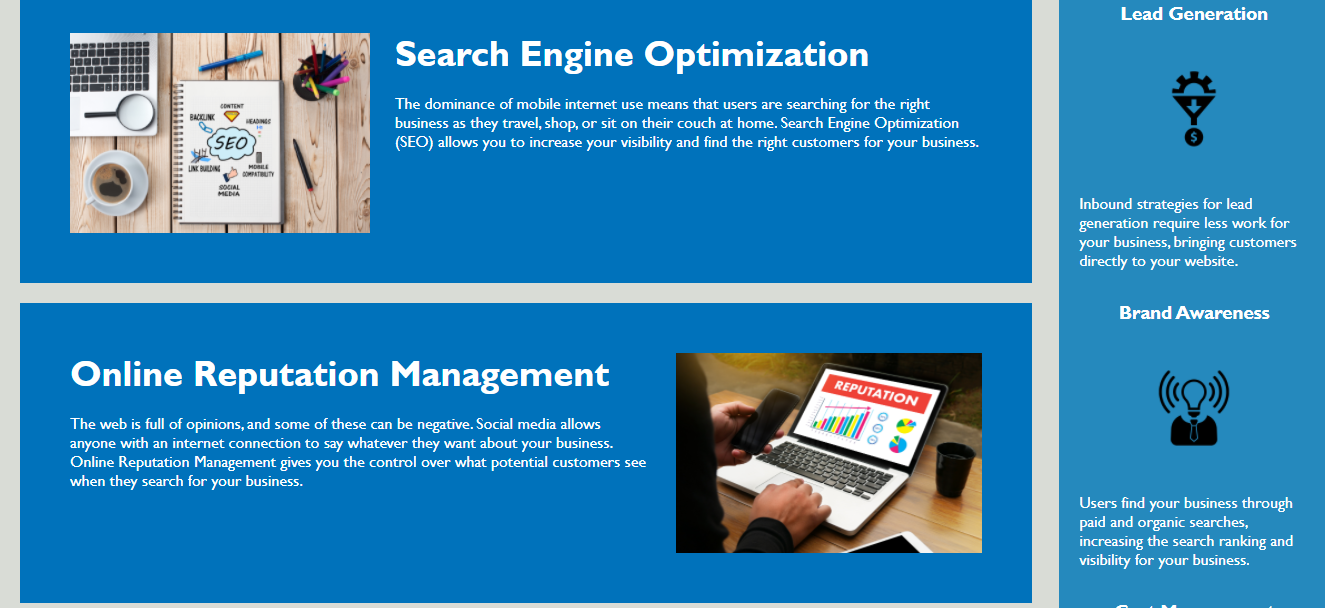 Search Engine Optimization
The dominance of mobile internet use means that users are searching for the right
business as they travel, shop, or sit on their couch at home. Search Engine Optimization
(SEO) allows you to increase your visibility and find the right customers for your business.
CONTENT
BACKLINK
HEADINGS
SEO
LINK BUILDING
MOBILE
COMPATIBILITY
SOCIAL
MEDIA
Online Reputation Management
The web is full of opinions, and some of these can be negative. Social media allows
anyone with an internet connection to say whatever they want about your business.
Online Reputation Management gives you the control over what potential customers see
when they search for your business.
REPUTATION
Lead Generation
$
Inbound strategies for lead
generation require less work for
your business, bringing customers
directly to your website.
Brand Awareness
Users find your business through
paid and organic searches,
increasing the search ranking and
visibility for your business.